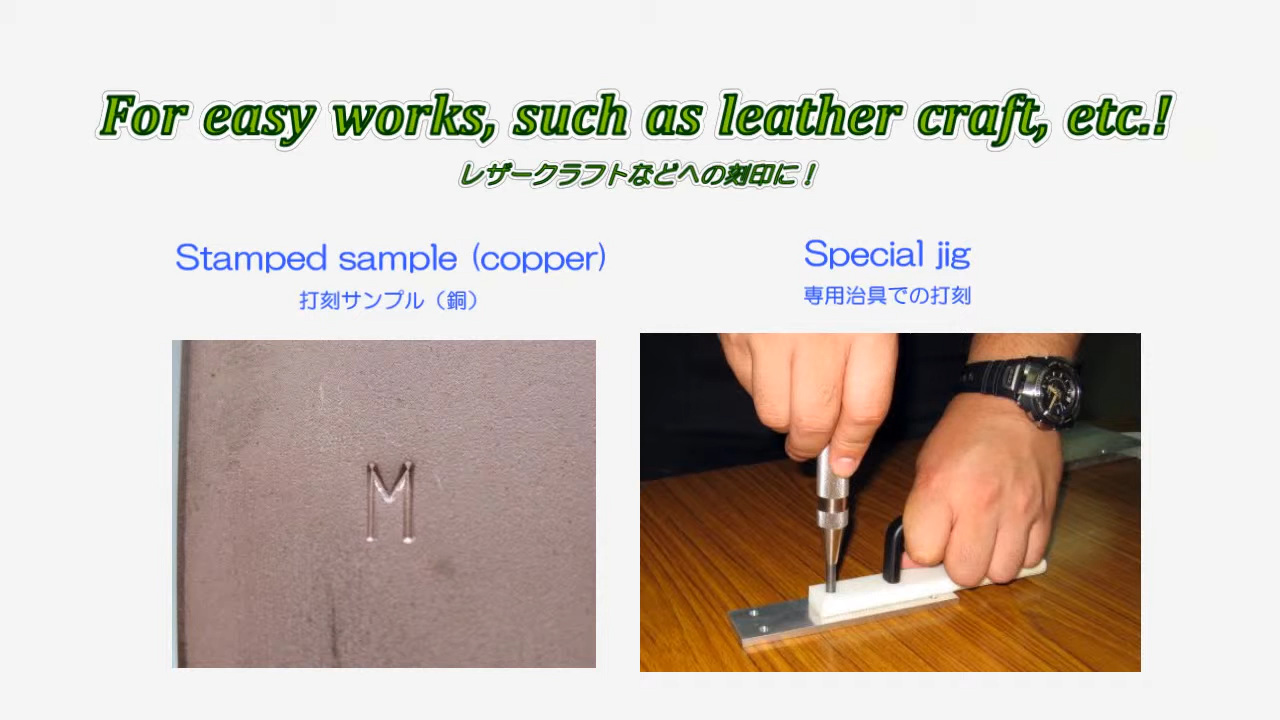 For easy works, such as leather craft, etc.!
レザークラフトなどへの刻印に！
Stamped sample (copper)
打刻サンプル（銅）
Special jig
専用治具での打刻
M